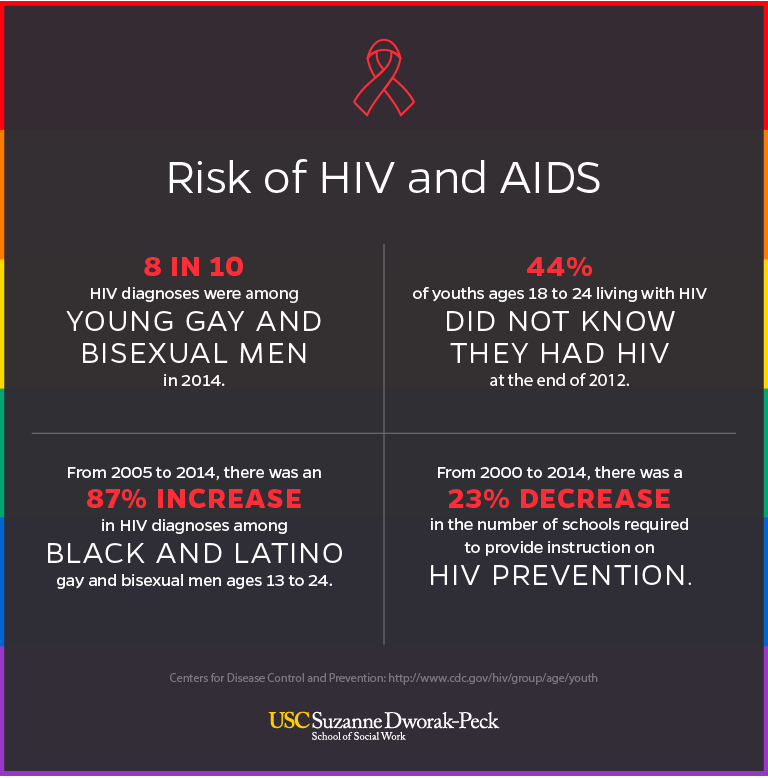 Risk of HIV and AIDS
8 IN 10
HIV diagnoses were among
YOUNG GAY AND
BISEXUAL MEN
in 2014.
44%
of youths ages 18 to 24 living with HIV
DID NOT KNOW
THEY HAD HIV
at the end of 2012.
From 2005 to 2014, there was an
87% INCREASE
in HIV diagnoses among
BLACK AND LATINO
gay and bisexual men ages 13 to 24.
From 2000 to 2014, there was a
23% DECREASE
in the number of schools required
to provide instruction on
HIV PREVENTION.
Centers for Disease Control and Prevention: http://www.cdc.gov/hiv/group/age/youth
USC Suzanne Dworak-Peck
School of Social Work